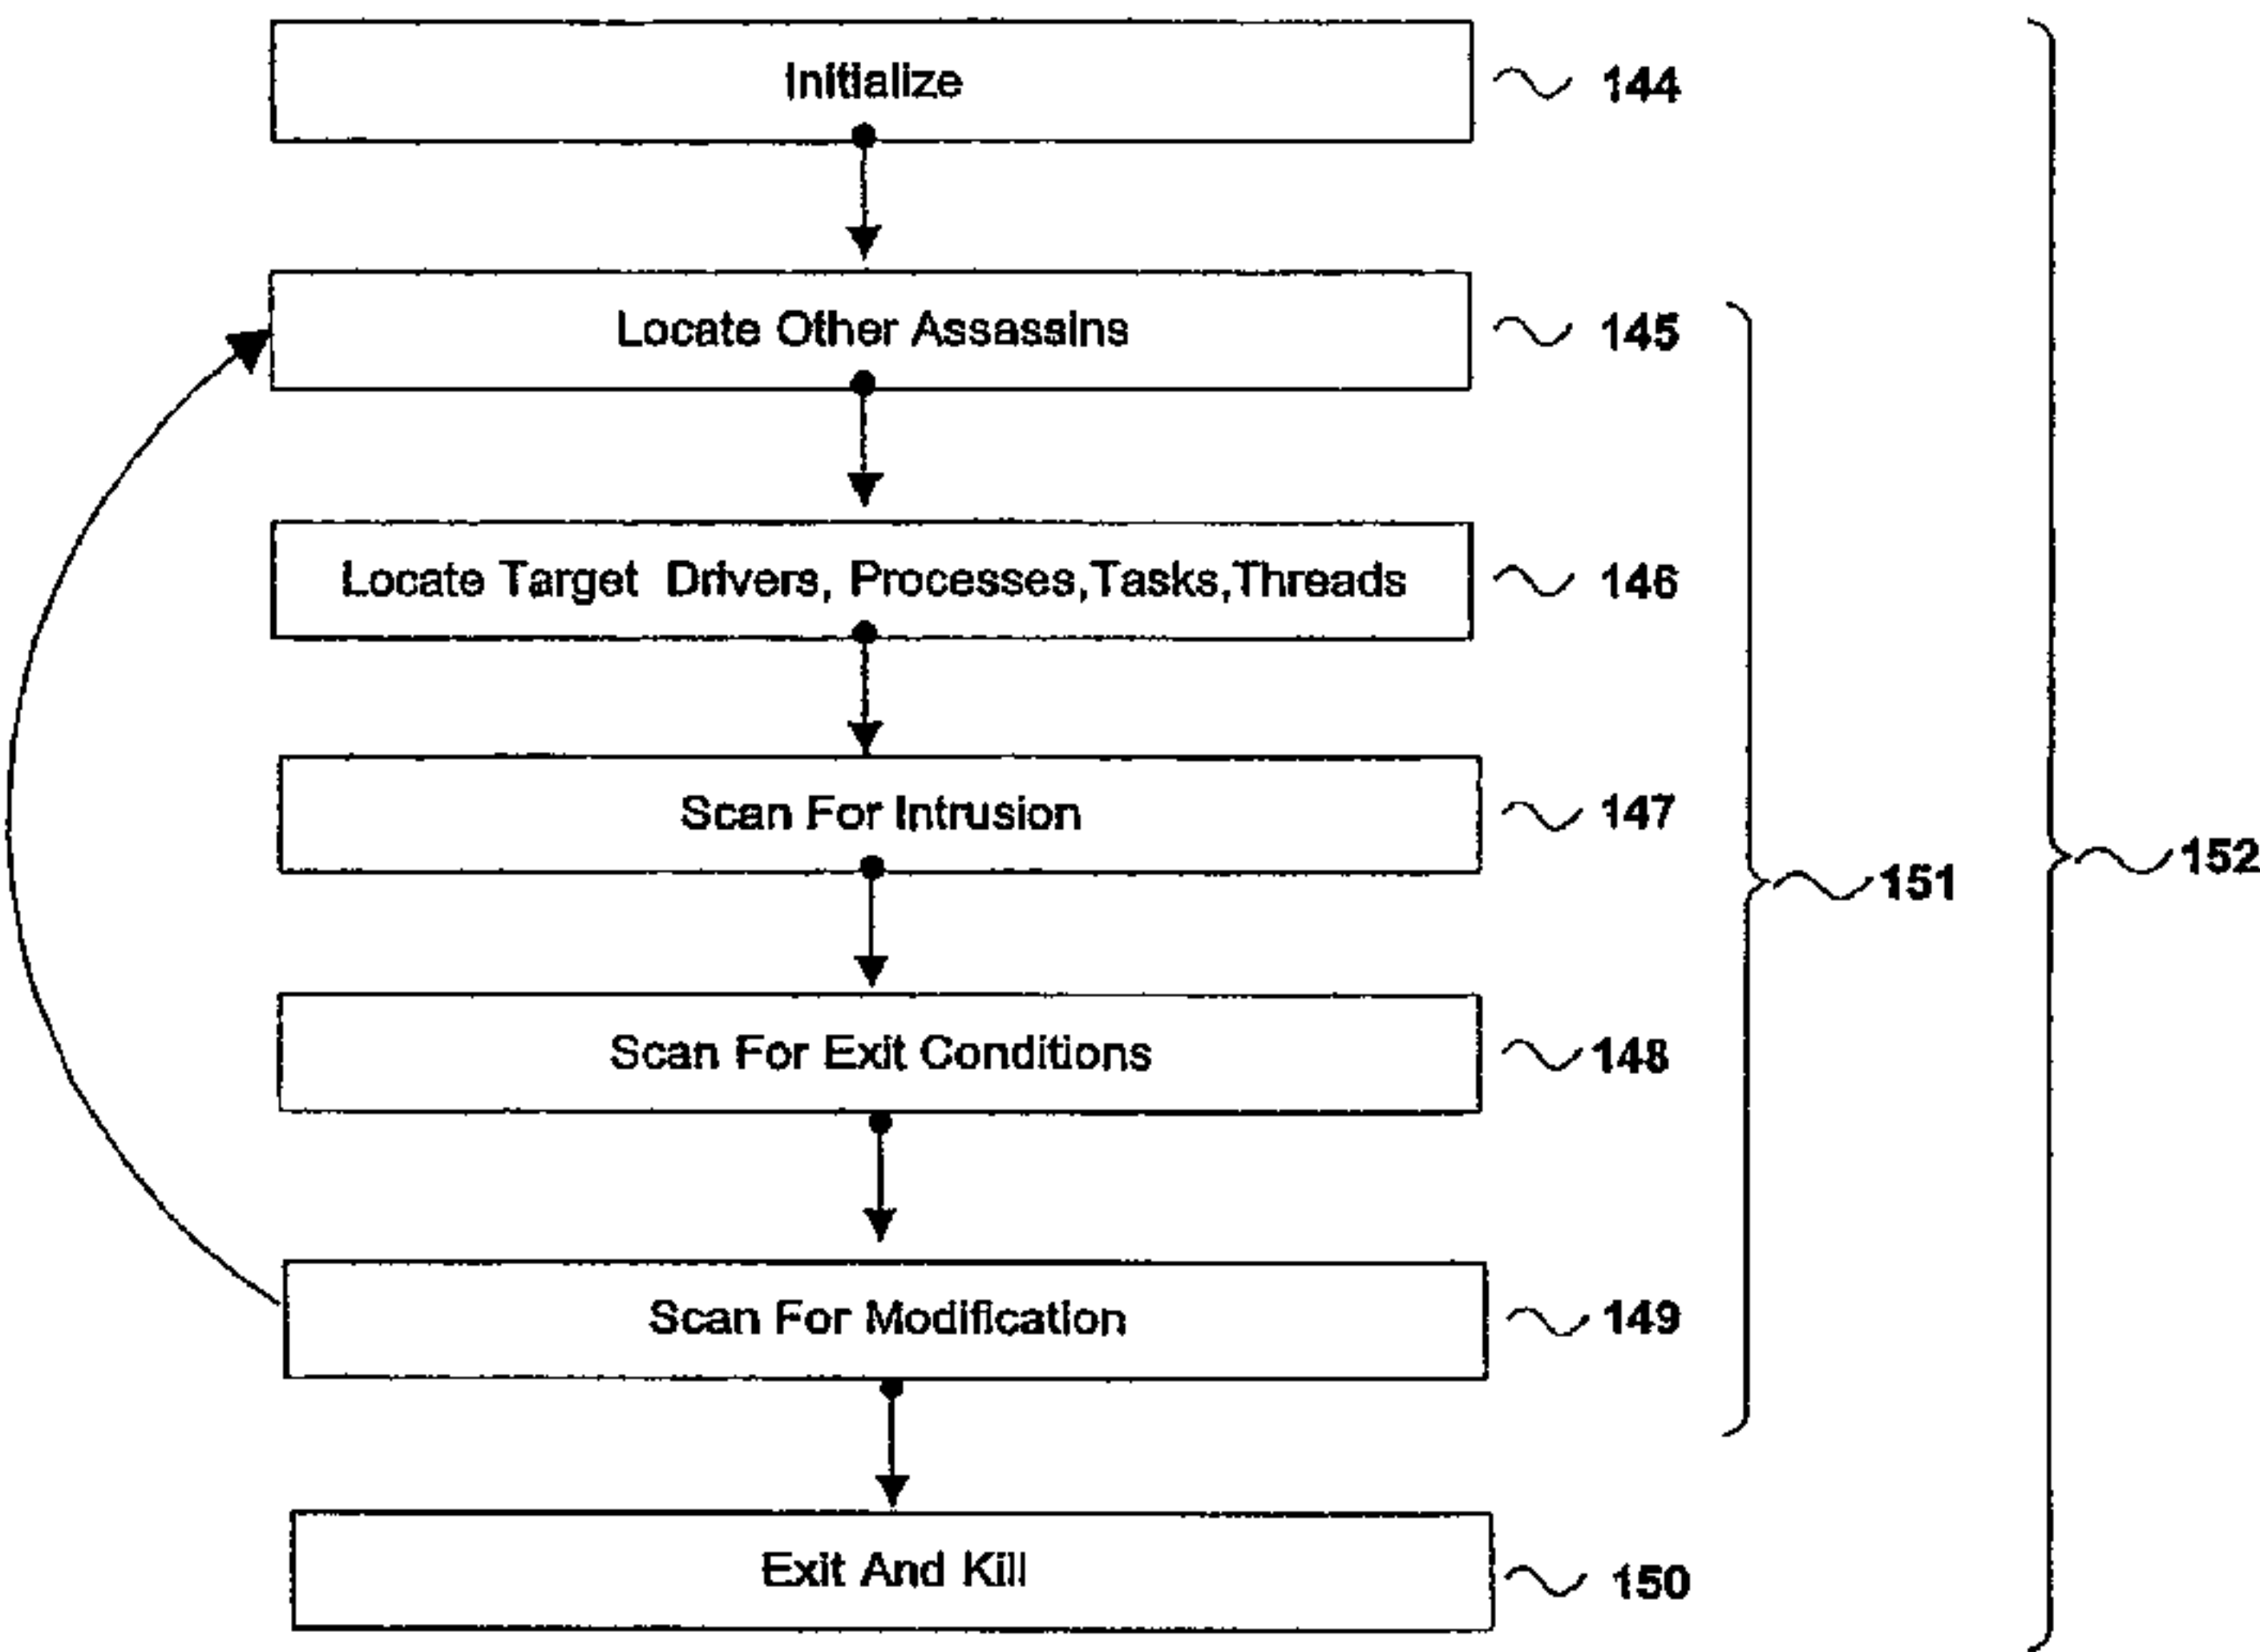 Initialize 144
Locate Other Assassins 145
Locate Target Drivers, Processes,Tasks,Threads 146
Scan For Intrusion 147
152
151
Scan For Exit Conditions 148
Scan For Modification 149
Exit And Kill 150